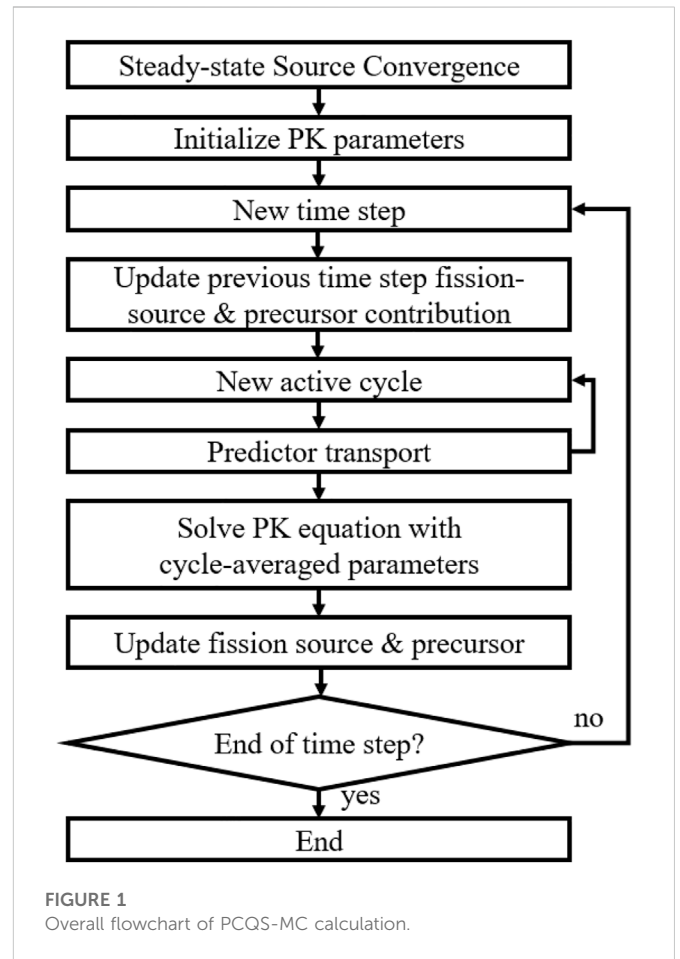 Steady-state Source Convergence
Initialize PK parameters
New time step
Update previous time step fission-
source & precursor contribution
New active cycle
Predictor transport
Solve PK equation with
cycle-averaged parameters
Update fission source & precursor
End of time step?
no
yes
End
FIGURE 1
Overall flowchart of PCQS-MC calculation.